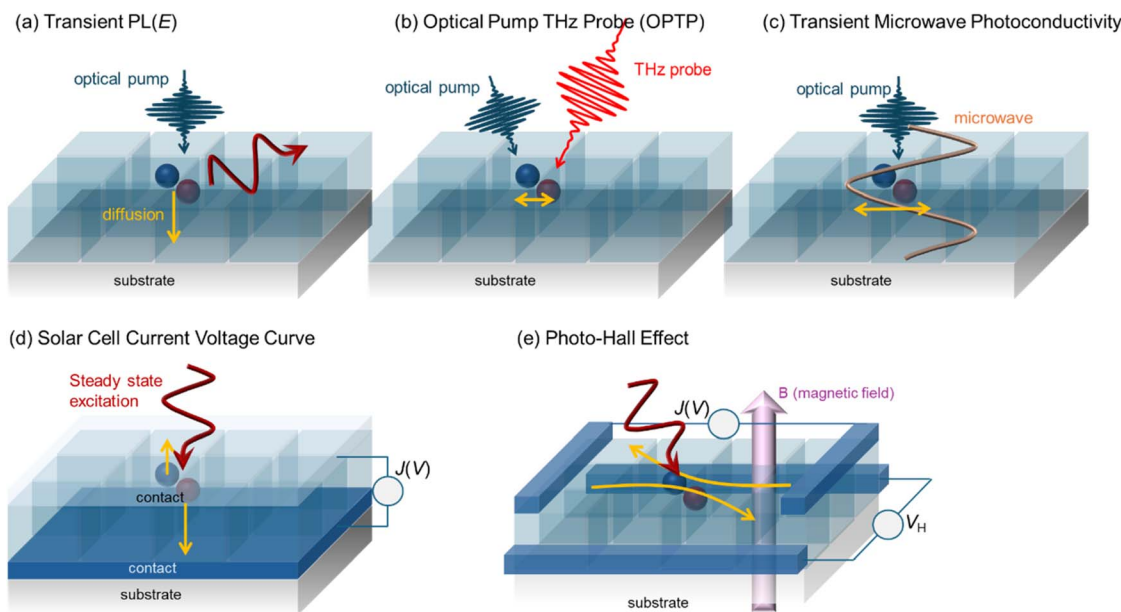 (a) Transient PL(E)
(b) Optical Pump THz Probe (OPTP)
(c) Transient Microwave Photoconductivity
optical pump
diffusion
substrate
optical pump
THz probe
substrate
optical pump
microwave
substrate
(d) Solar Cell Current Voltage Curve
(e) Photo-Hall Effect
Steady state
excitation
contact
J(V)
contact
substrate
J(V)
B (magnetic field)
VH
substrate